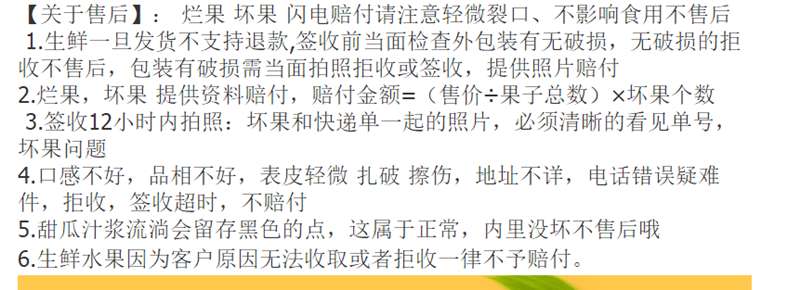 【关于售后】： 烂果 坏果 闪电赔付请注意轻微裂口、不影响食用不售后
1.生鲜一旦发货不支持退款,签收前当面检查外包装有无破损，无破损的拒
收不售后，包装有破损需当面拍照拒收或签收，提供照片赔付
2.烂果，坏果 提供资料赔付，赔付金额=（售价÷果子总数）×坏果个数
3.签收12小时内拍照：坏果和快递单一起的照片，必须清晰的看见单号，
坏果问题
4.口感不好，品相不好，表皮轻微 扎破 擦伤，地址不详，电话错误疑难
件，拒收，签收超时，不赔付
5.甜瓜汁浆流淌会留存黑色的点，这属于正常，内里没坏不售后哦
6.生鲜水果因为客户原因无法收取或者拒收一律不予赔付。